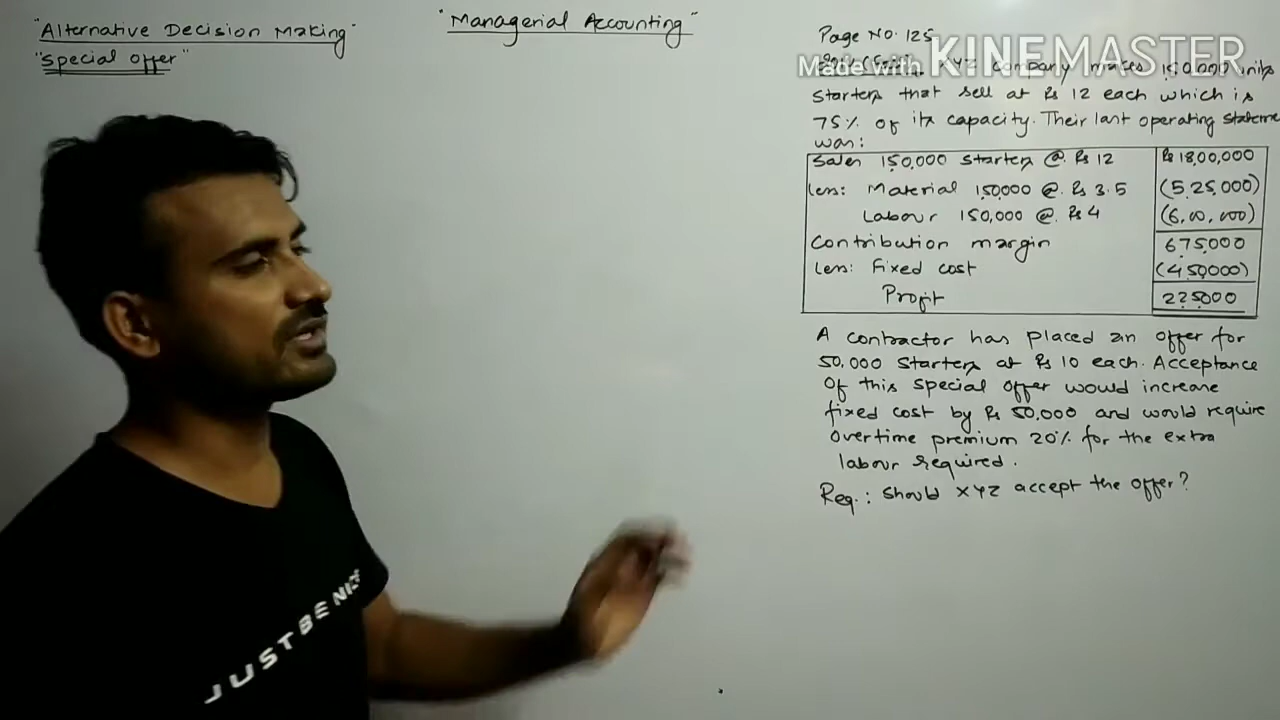 "Alternative Decision Making"
"Special Offer"
"Managerial Accounting"
Page No. 125
Made with KINEMASTER
XYZ company makes 150,000 units
Starters that sell at Rs 12 each which is
75% of its capacity. Their last operating Stateme
was:
Sales 150,000 Starters @ Rs 12 Rs 18,00,000
less: Material 150,000 @ Rs 3.5 (5,25,000)
Labour 150,000 @ Rs 4 (6,00,000)
Contribution margin 675000
less: Fixed cost (450000)
Profit 225000
A contractor has placed an offer for
50,000 Starters at Rs 10 each. Acceptance
of this special offer would increase
fixed cost by Rs 50,000 and would require
overtime premium 20% for the extra
labour required.
Req.: Should XYZ accept the offer?
JUST BE NICE